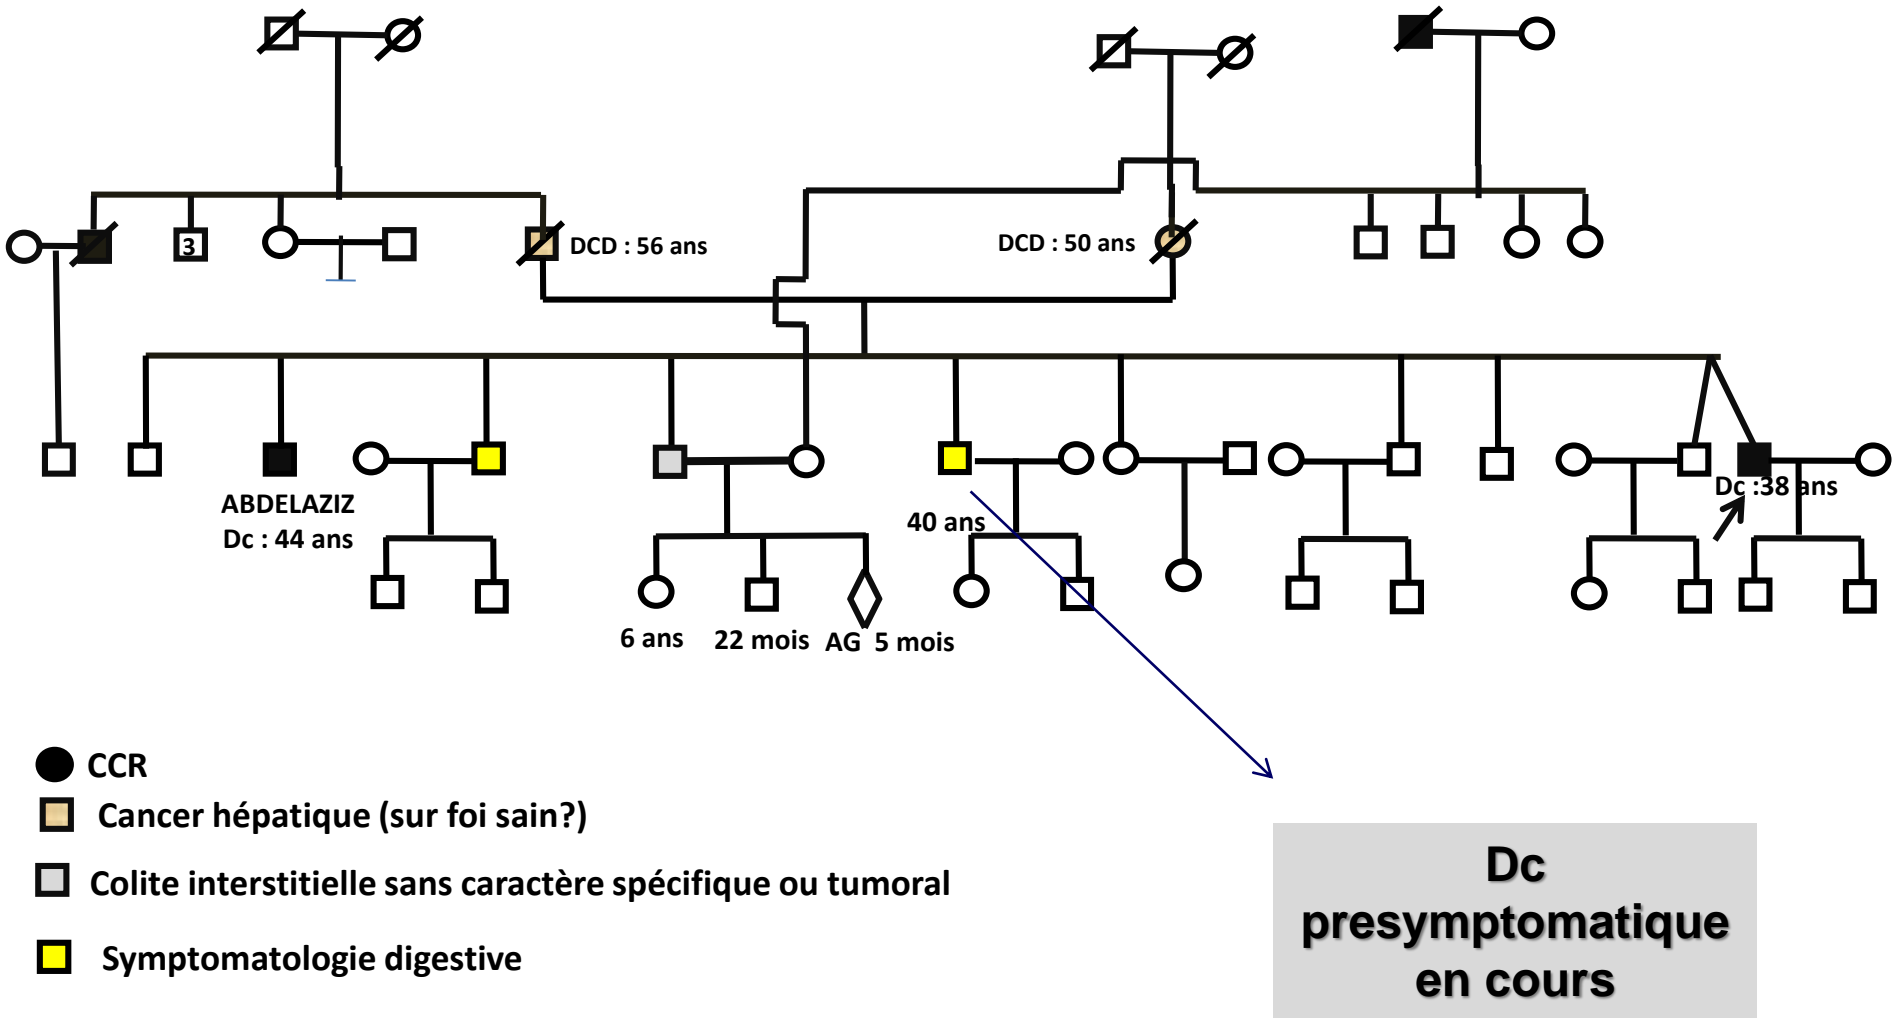 3
DCD : 56 ans
DCD : 50 ans
ABDELAZIZ
Dc : 44 ans
40 ans
Dc :38 ans
6 ans
22 mois
AG 5 mois
CCR
Cancer hépatique (sur foi sain?)
Colite interstitielle sans caractère spécifique ou tumoral
Symptomatologie digestive
Dc
presymptomatique
en cours